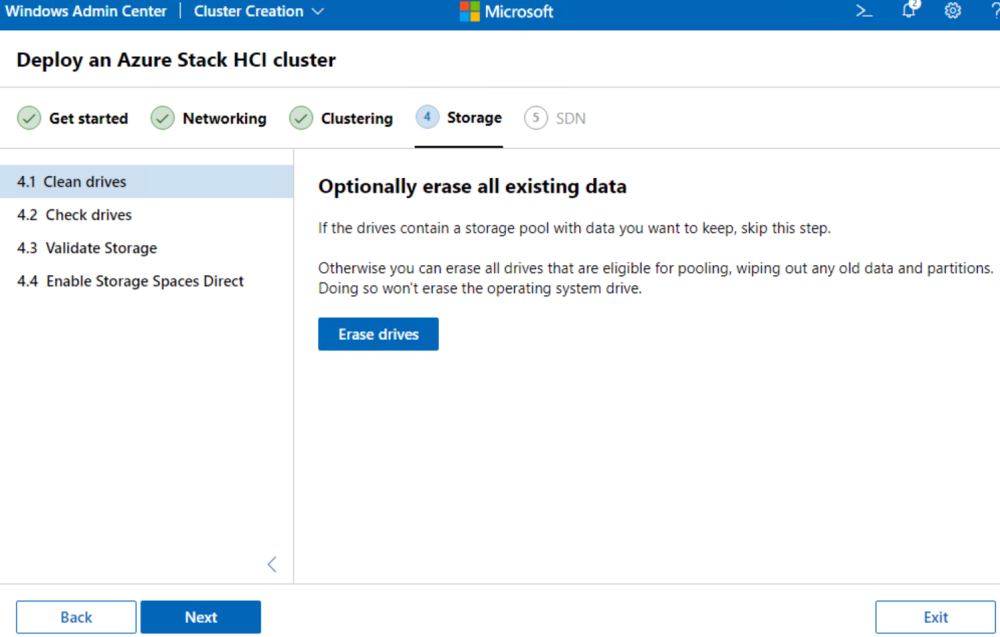 Windows Admin Center | Cluster Creation Microsoft 2 ?
Deploy an Azure Stack HCI cluster
Get started Networking Clustering 4 Storage 5 SDN
4.1 Clean drives
4.2 Check drives
4.3 Validate Storage
4.4 Enable Storage Spaces Direct
Optionally erase all existing data
If the drives contain a storage pool with data you want to keep, skip this step.
Otherwise you can erase all drives that are eligible for pooling, wiping out any old data and partitions.
Doing so won't erase the operating system drive.
Erase drives
Back Next Exit